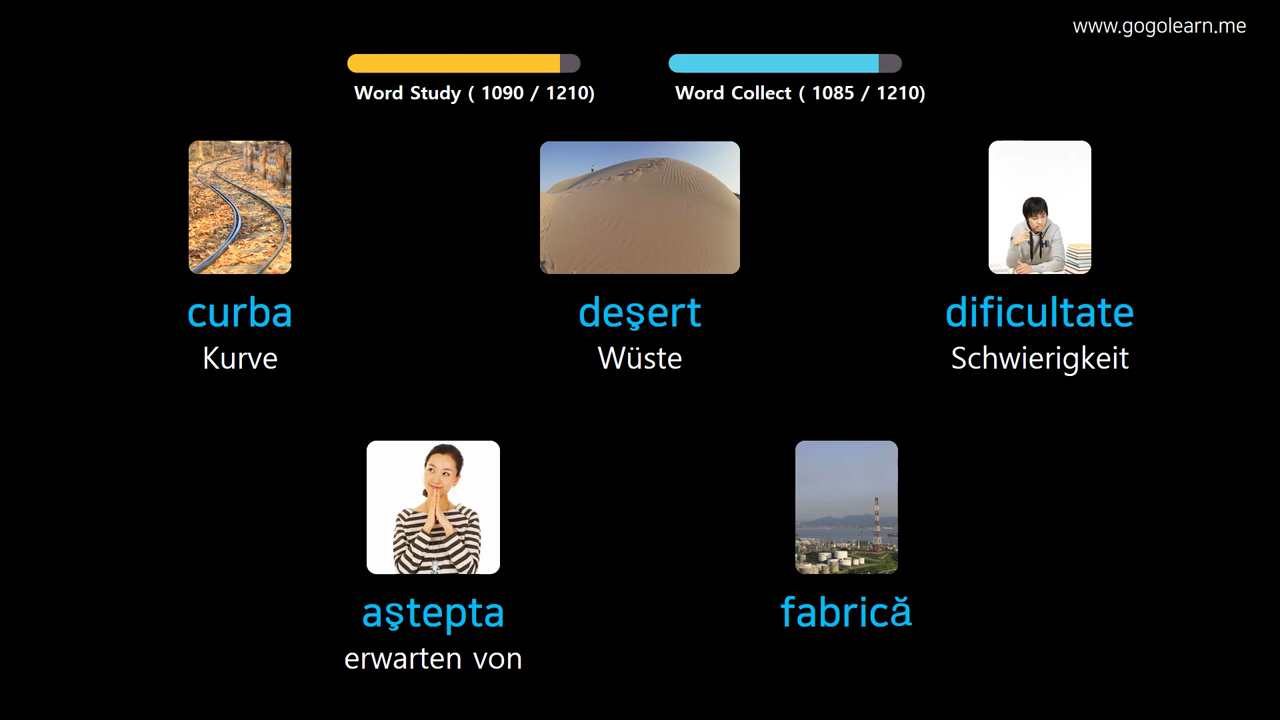 www.gogolearn.me
Word Study ( 1090 / 1210)
Word Collect ( 1085 / 1210)
curba
Kurve
deşert
Wüste
dificultate
Schwierigkeit
aştepta
erwarten von
fabrică